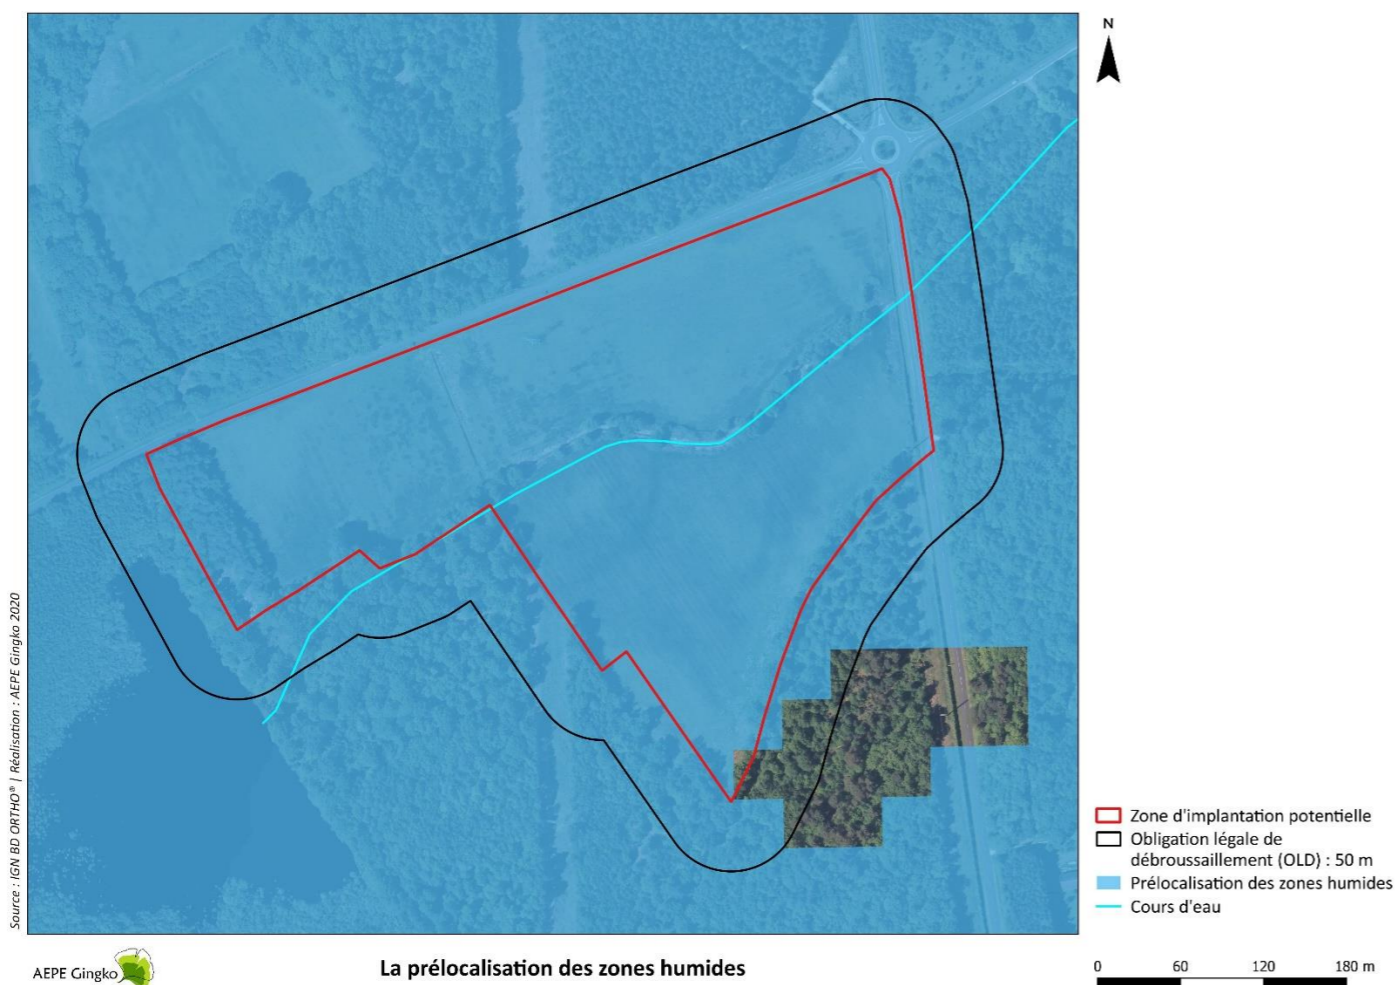 N
Source : IGN BD ORTHO® | Réalisation : AEPE Gingko 2020
Zone d'implantation potentielle
Obligation légale de
débroussaillement (OLD) : 50 m
Prélocalisation des zones humides
Cours d'eau
AEPE Gingko
La prélocalisation des zones humides
0 60 120 180 m